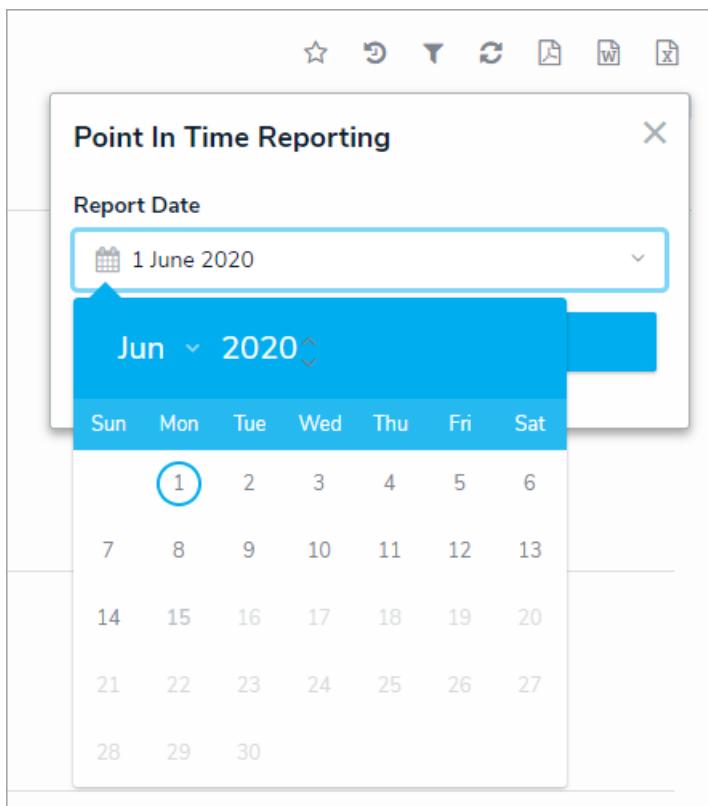 W X
Point In Time Reporting
Report Date
1 June 2020
Jun 2020
Sun Mon Tue Wed Thu Fri Sat
1 2 3 4 5 6
7 8 9 10 11 12 13
14 15 16 17 18 19 20
21 22 23 24 25 26 27
28 29 30